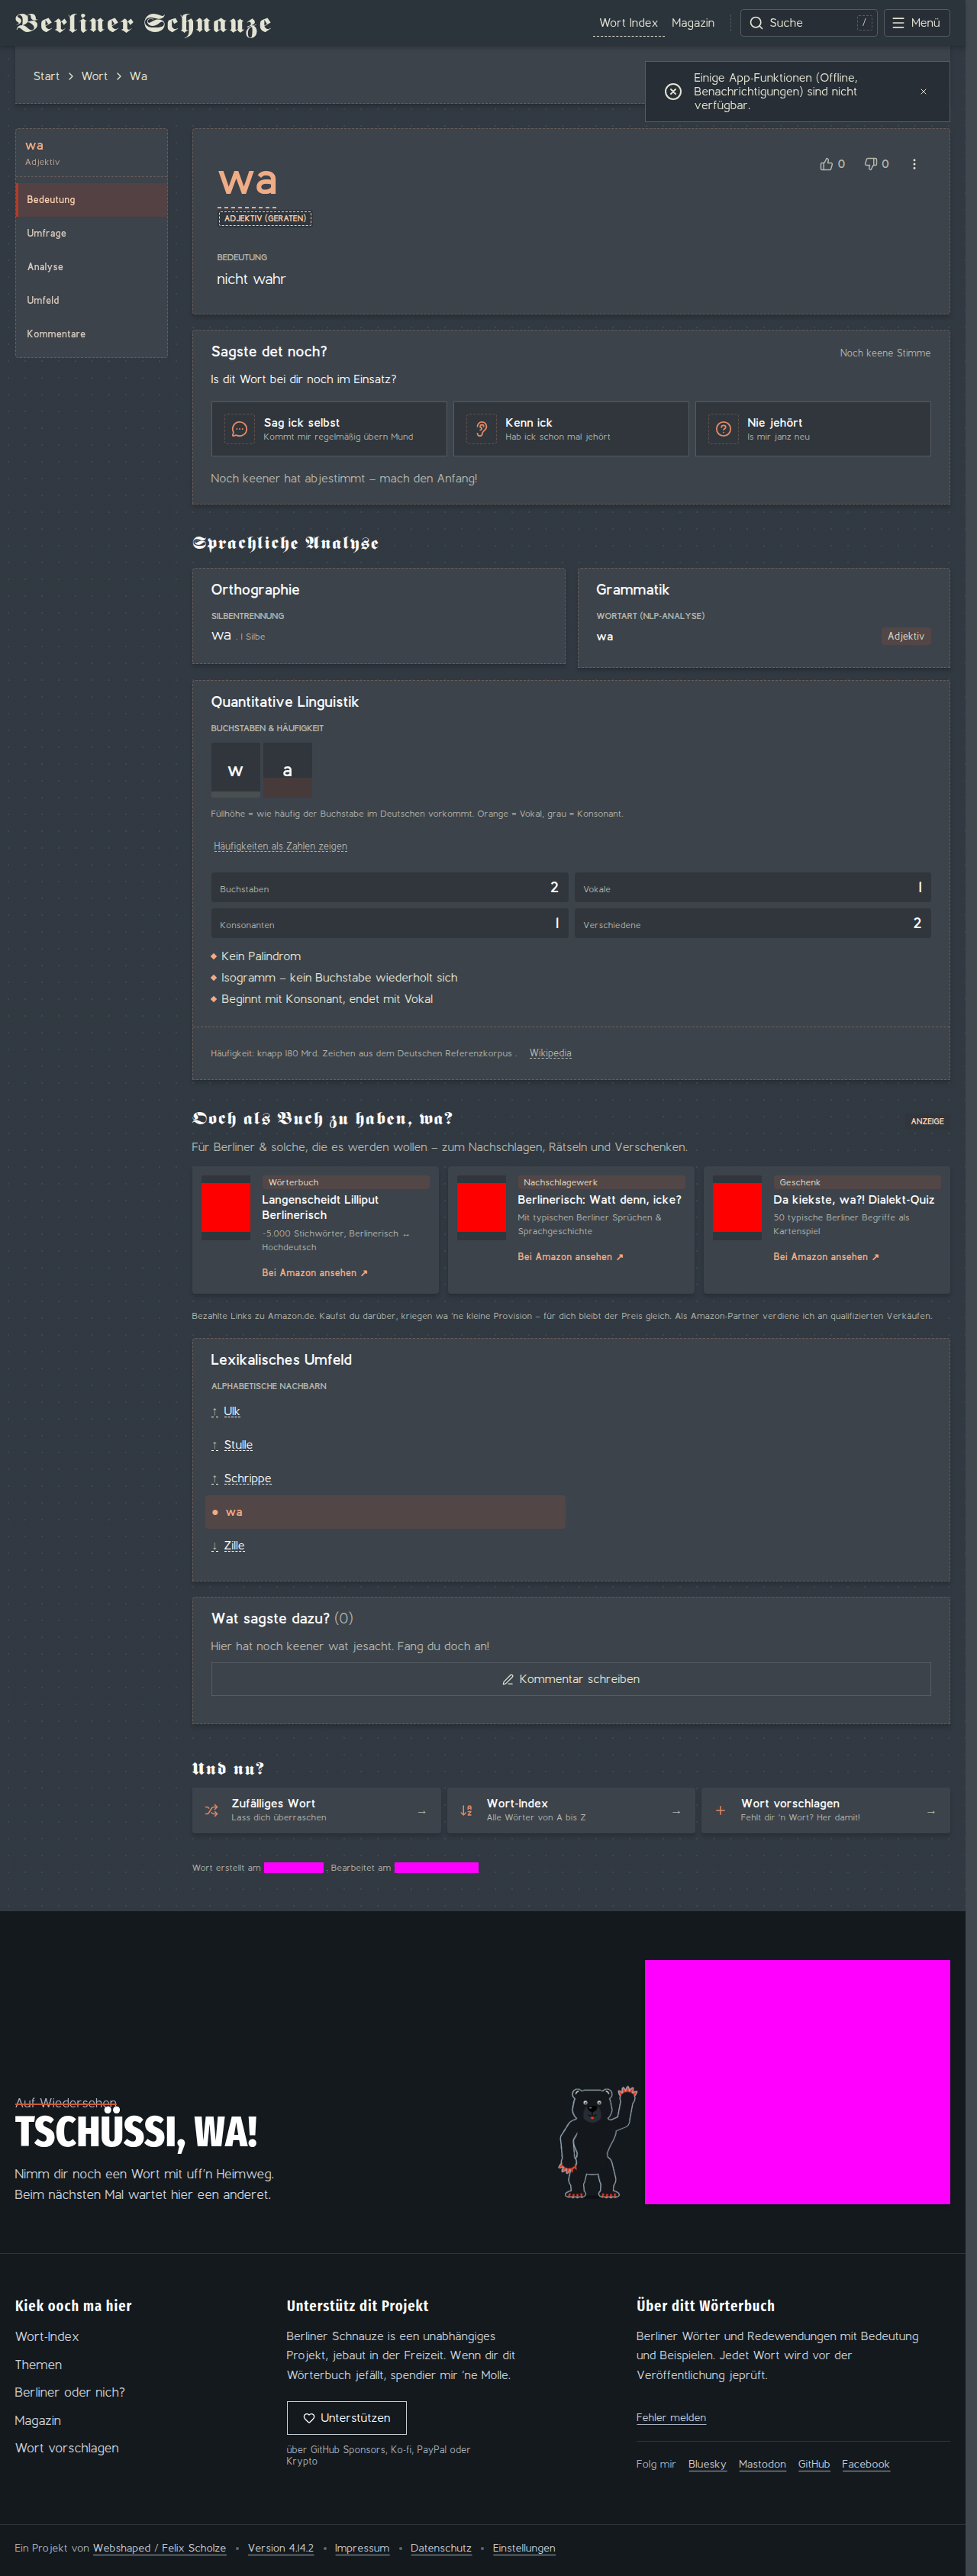 Berliner Schnauze
Wort Index Magazin Suche / Menü
Start Wort Wa
Einige App-Funktionen (Offline,
Benachrichtigungen) sind nicht
verfügbar.
wa
Adjektiv
Bedeutung
Umfrage
Analyse
Umfeld
Kommentare
wa
0 0
ADJEKTIV (GERATEN)
BEDEUTUNG
nicht wahr
Sagste det noch?
Noch keene Stimme
Is dit Wort bei dir noch im Einsatz?
Sag ick selbst
Kommt mir regelmäßig übern Mund
Kenn ick
Hab ick schon mal jehört
Nie jehört
Is mir janz neu
Noch keener hat abjestimmt – mach den Anfang!
Sprachliche Analyse
Orthographie
SILBENTRENNUNG
wa · 1 Silbe
Grammatik
WORTART (NLP-ANALYSE)
wa Adjektiv
Quantitative Linguistik
BUCHSTABEN & HÄUFIGKEIT
w a
Füllhöhe = wie häufig der Buchstabe im Deutschen vorkommt. Orange = Vokal, grau = Konsonant.
Häufigkeiten als Zahlen zeigen
Buchstaben 2 Vokale 1
Konsonanten 1 Verschiedene 2
Kein Palindrom
Isogramm – kein Buchstabe wiederholt sich
Beginnt mit Konsonant, endet mit Vokal
Häufigkeit: knapp 180 Mrd. Zeichen aus dem Deutschen Referenzkorpus · Wikipedia
Ooch als Buch zu haben, wa?
ANZEIGE
Für Berliner & solche, die es werden wollen – zum Nachschlagen, Rätseln und Verschenken.
Wörterbuch
Langenscheidt Lilliput
Berlinerisch
~5.000 Stichwörter, Berlinerisch ↔
Hochdeutsch
Bei Amazon ansehen ↗
Nachschlagewerk
Berlinerisch: Watt denn, icke?
Mit typischen Berliner Sprüchen &
Sprachgeschichte
Bei Amazon ansehen ↗
Geschenk
Da kiekste, wa?! Dialekt-Quiz
50 typische Berliner Begriffe als
Kartenspiel
Bei Amazon ansehen ↗
Bezahlte Links zu Amazon.de. Kaufst du darüber, kriegen wa 'ne kleine Provision – für dich bleibt der Preis gleich. Als Amazon-Partner verdiene ich an qualifizierten Verkäufen.
Lexikalisches Umfeld
ALPHABETISCHE NACHBARN
↑ Ulk
↑ Stulle
↑ Schrippe
wa
↓ Zille
Wat sagste dazu? (0)
Hier hat noch keener wat jesacht. Fang du doch an!
Kommentar schreiben
Und nu?
Zufälliges Wort
Lass dich überraschen
→
Wort-Index
Alle Wörter von A bis Z
→
Wort vorschlagen
Fehlt dir 'n Wort? Her damit!
→
Wort erstellt am · Bearbeitet am
Auf Wiedersehen
TSCHÜSSI, WA!
Nimm dir noch een Wort mit uff'n Heimweg.
Beim nächsten Mal wartet hier een anderet.
Kiek ooch ma hier
Wort-Index
Themen
Berliner oder nich?
Magazin
Wort vorschlagen
Unterstütz dit Projekt
Berliner Schnauze is een unabhängiges
Projekt, jebaut in der Freizeit. Wenn dir dit
Wörterbuch jefällt, spendier mir 'ne Molle.
Unterstützen
über GitHub Sponsors, Ko-fi, PayPal oder
Krypto
Über ditt Wörterbuch
Berliner Wörter und Redewendungen mit Bedeutung
und Beispielen. Jedet Wort wird vor der
Veröffentlichung jeprüft.
Fehler melden
Folg mir Bluesky Mastodon GitHub Facebook
Ein Projekt von Webshaped / Felix Scholze • Version 4.14.2 • Impressum • Datenschutz • Einstellungen